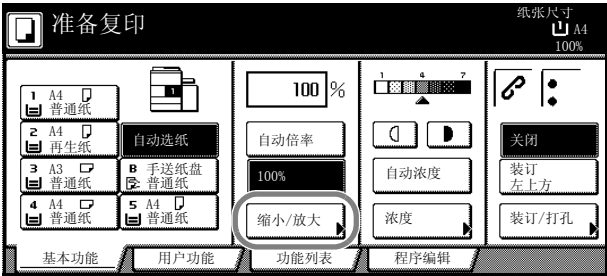 准备复印
纸张尺寸
A4
100%
1 A4
普通纸
2 A4
再生纸
3 A3
普通纸
4 A4
普通纸
1
自动选纸
B 手送纸盘
普通纸
5 A4
普通纸
100 %
自动倍率
100%
缩小/放大
1 4 7
自动浓度
浓度
关闭
装订
左上方
装订/打孔
基本功能
用户功能
功能列表
程序编辑